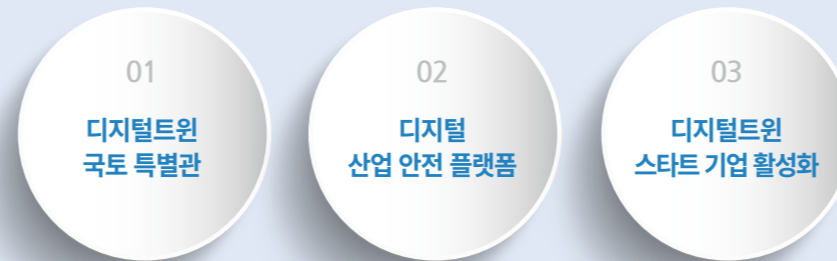 01
디지털트윈
국토 특별관
02
디지털
산업 안전 플랫폼
03
디지털트윈
스타트 기업 활성화